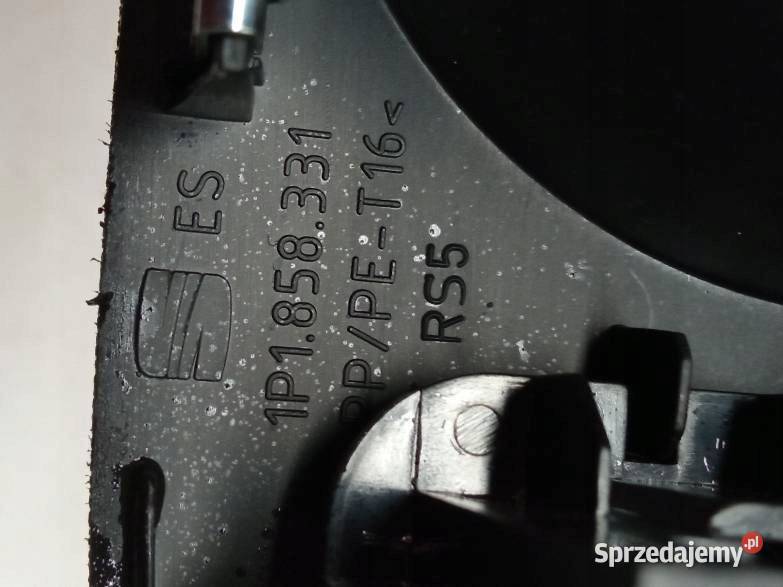 ES
1P1.858.331
PP/PE-T16<
RS5
Sprzedajemy.pl